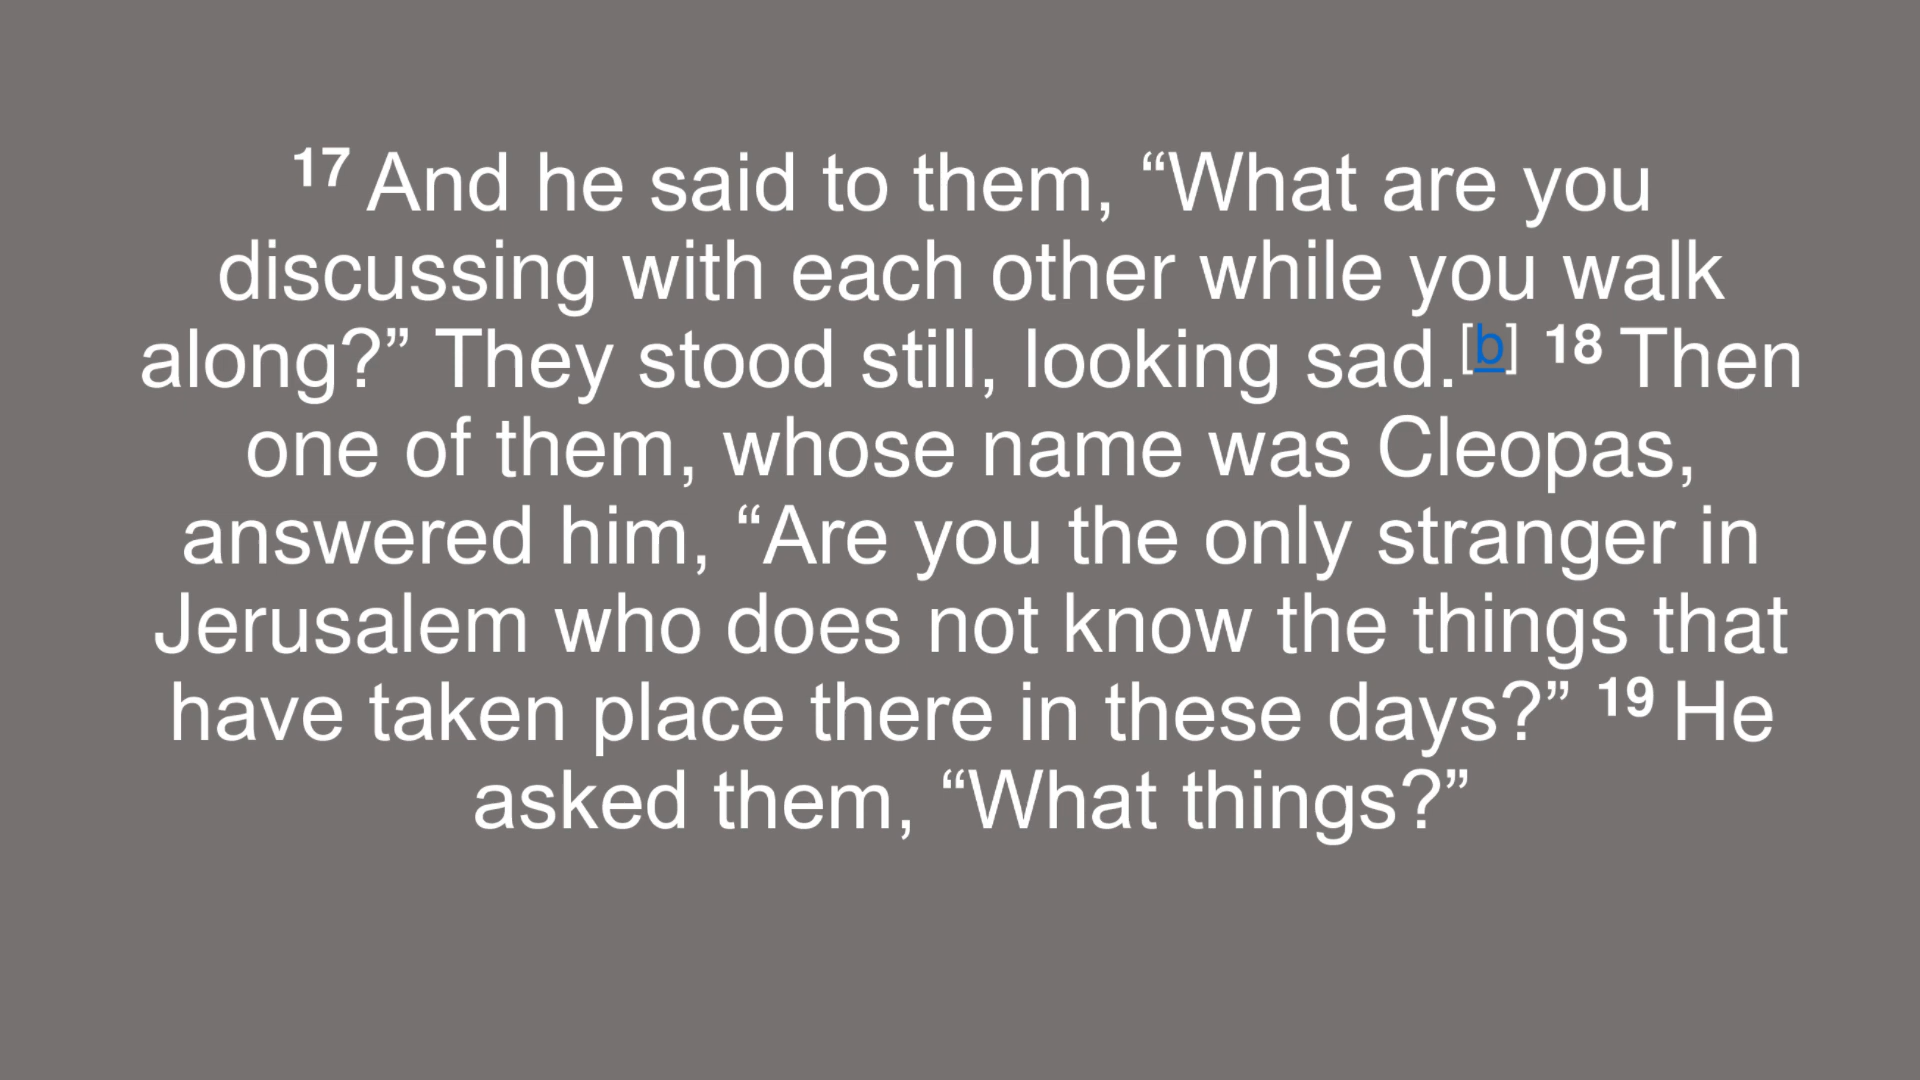 17 And he said to them, “What are you
discussing with each other while you walk
along?” They stood still, looking sad.[b] 18 Then
one of them, whose name was Cleopas,
answered him, “Are you the only stranger in
Jerusalem who does not know the things that
have taken place there in these days?” 19 He
asked them, “What things?”